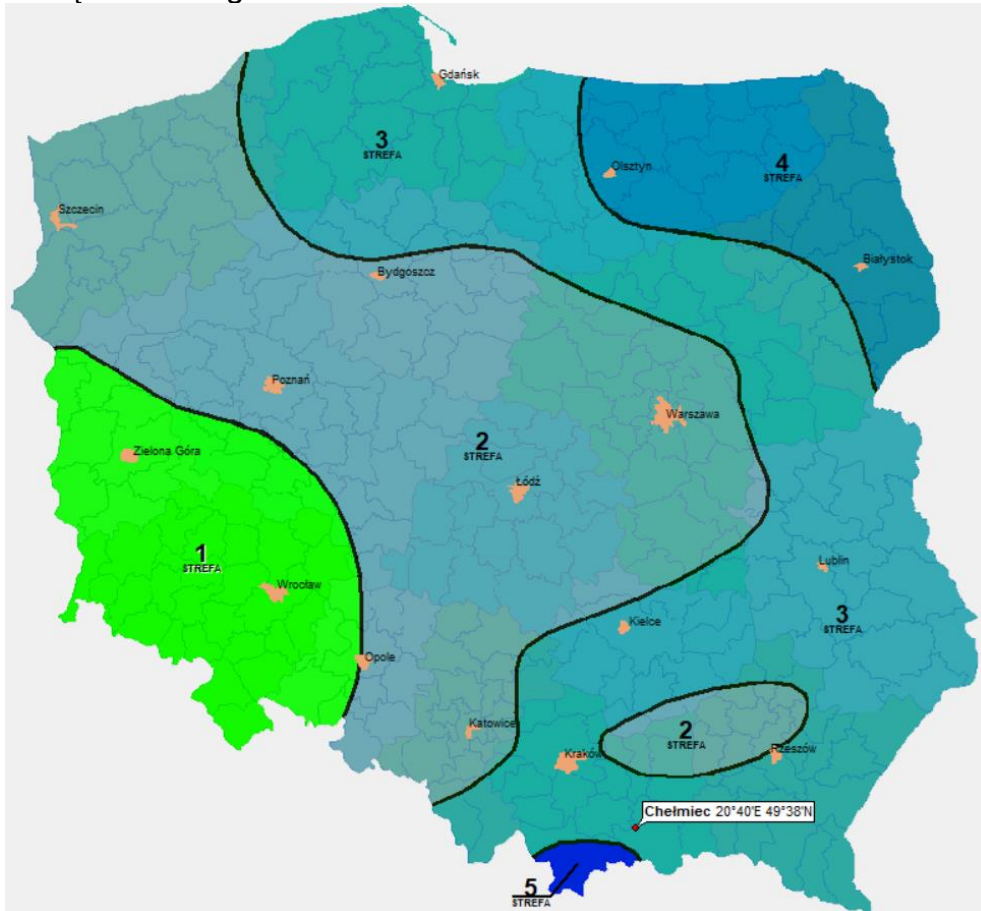 Gdańsk
3
STREFA
Olsztyn
4
STREFA
Szczecin
Białystok
Bydgoszcz
Poznań
Warszawa
Zielona Góra
2
STREFA
Łódź
1
STREFA
Wrocław
Lublin
3
STREFA
Kielce
Opole
Katowice
2
STREFA
Kraków
Rzeszów
Chełmiec 20°40'E 49°38'N
5
STREFA